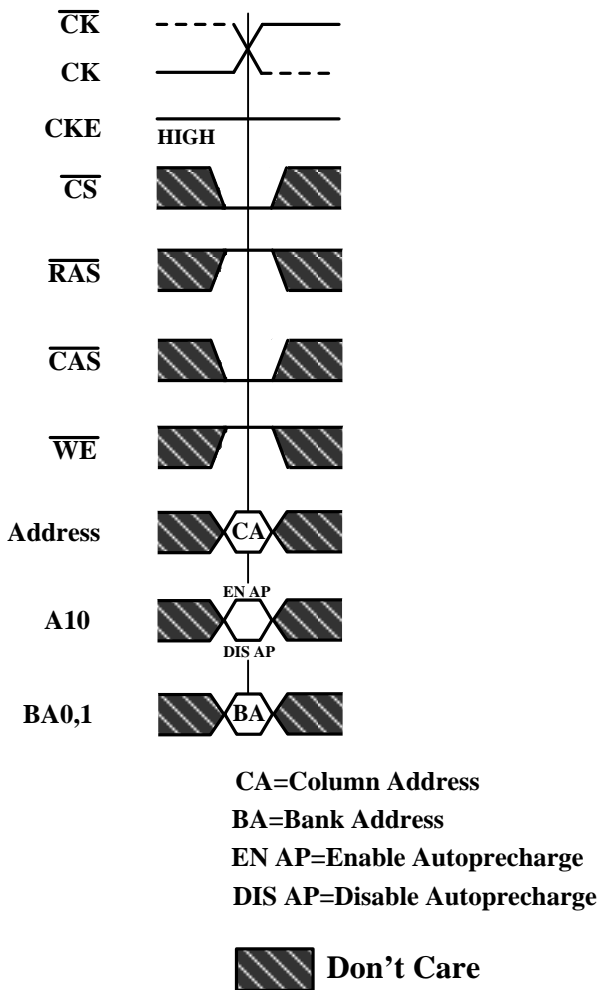 CK
CK
CKE
HIGH
CS
RAS
CAS
WE
Address
CA
EN AP
A10
DIS AP
BA0,1
BA
CA=Column Address
BA=Bank Address
EN AP=Enable Autoprecharge
DIS AP=Disable Autoprecharge
Don't Care